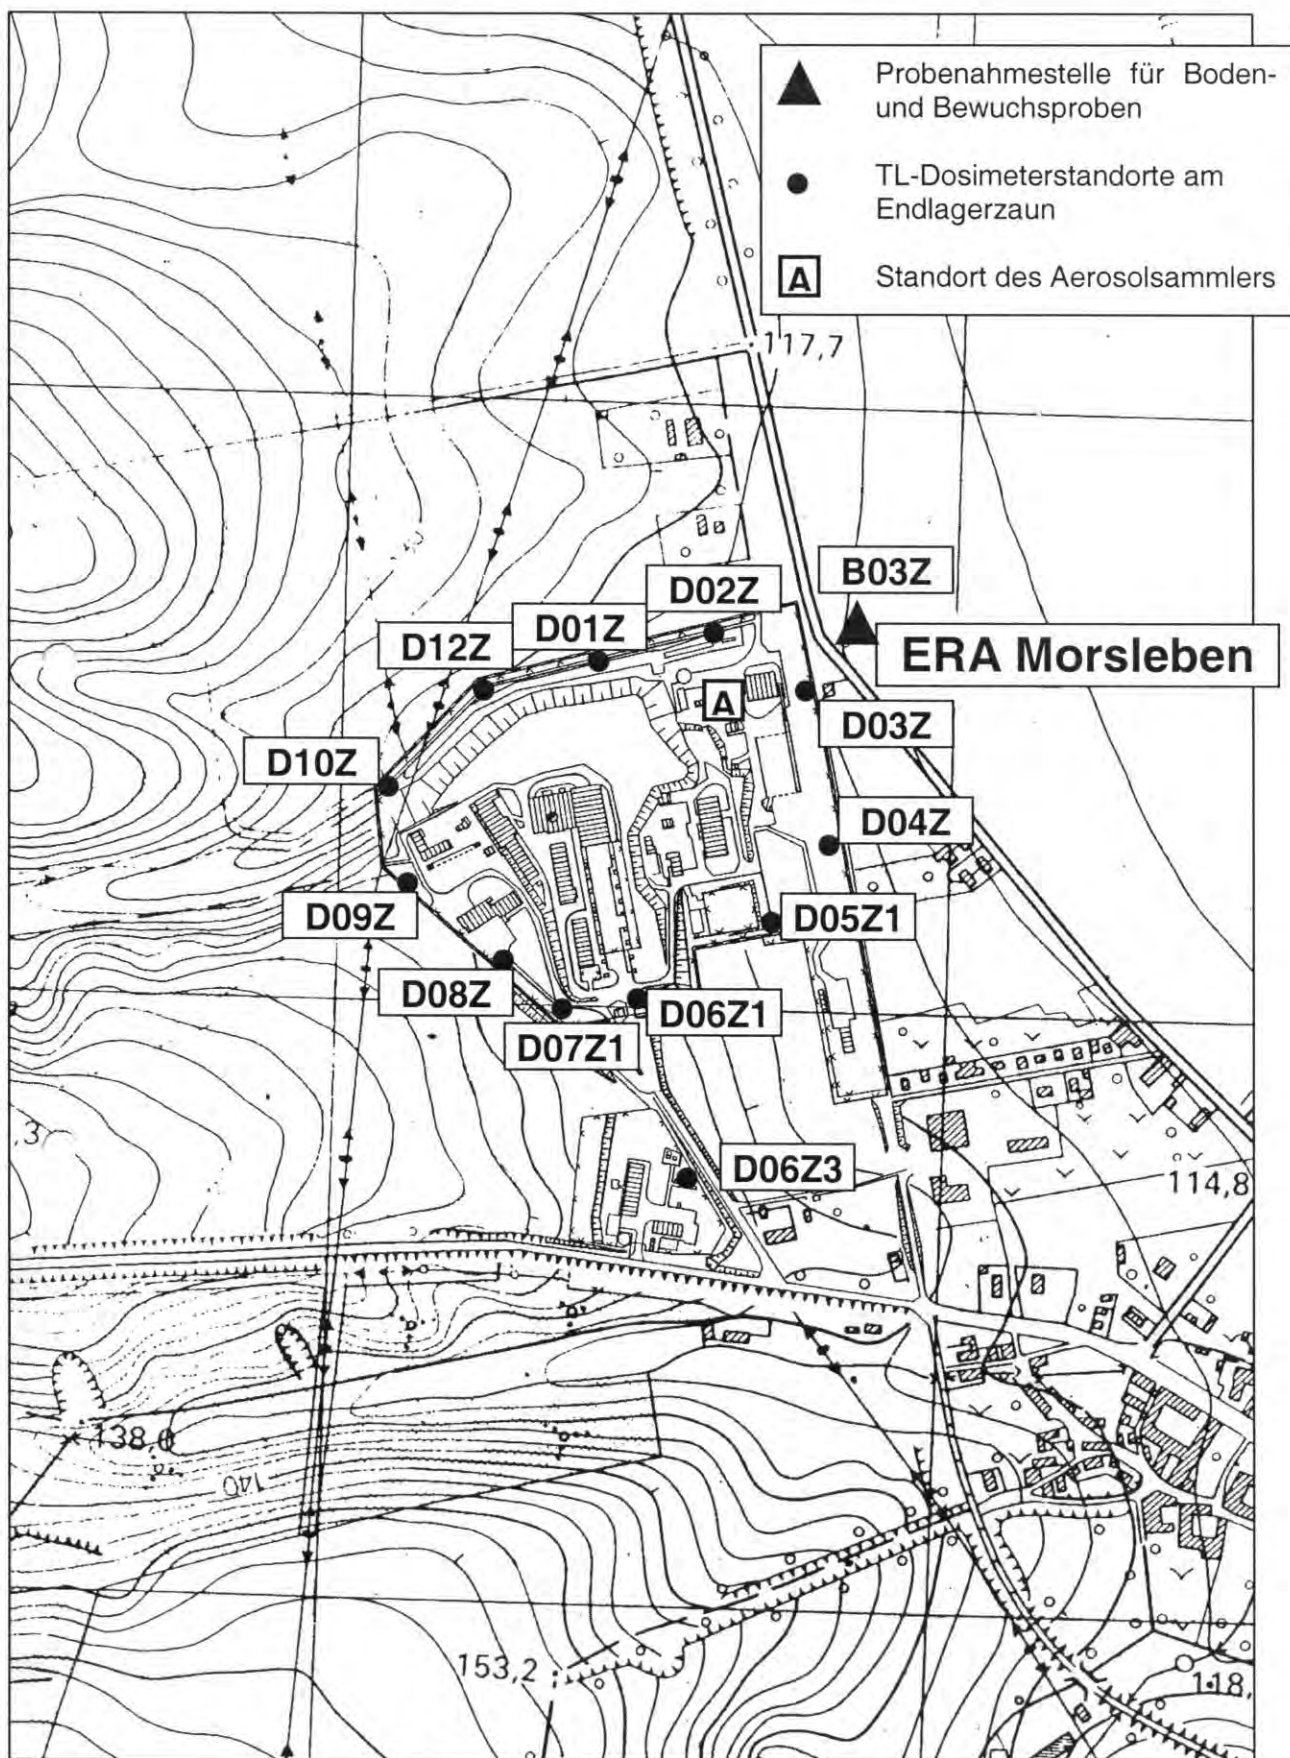 Probenahmestelle für Boden-
und Bewuchsproben
TL-Dosimeterstandorte am
Endlagerzaun
A
Standort des Aerosolsammlers
117,7
B03Z
D02Z
D01Z
D12Z
ERA Morsleben
A
D03Z
D10Z
D04Z
D09Z
D05Z1
D08Z
D06Z1
D07Z1
,3
D06Z3
114,8
138,0
140
153,2
118,